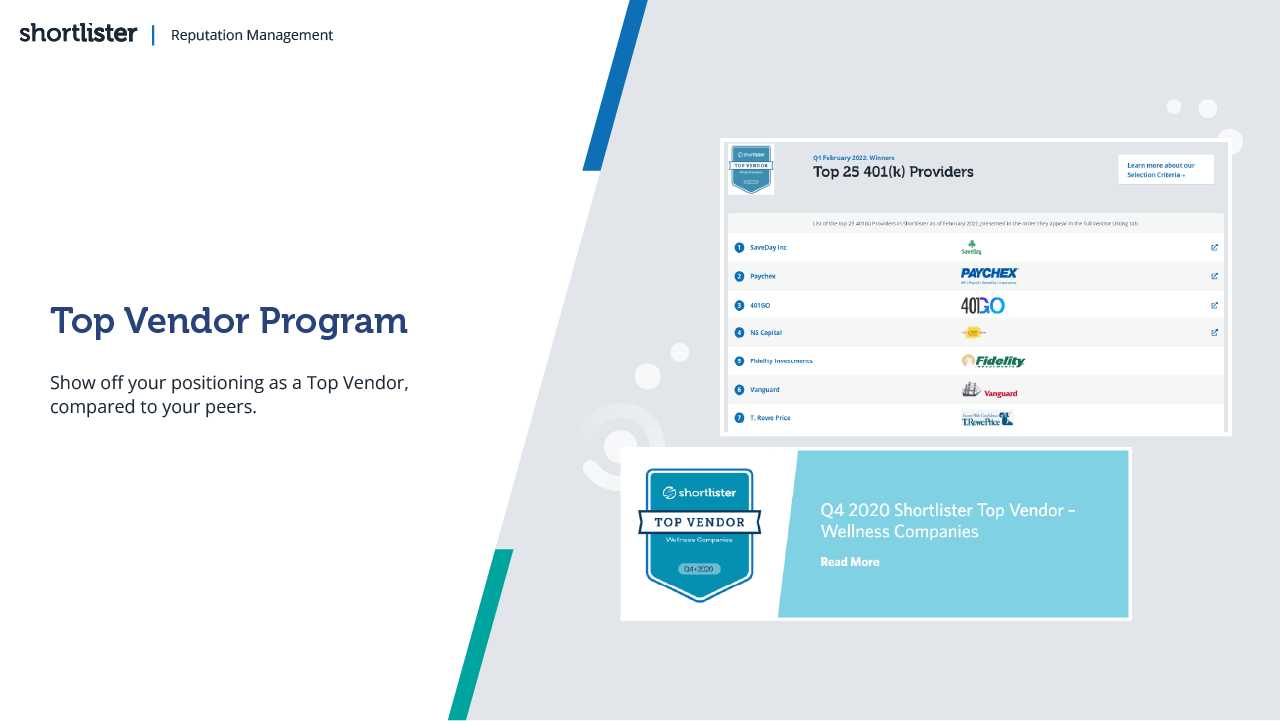 shortlister | Reputation Management
Top Vendor Program
Show off your positioning as a Top Vendor,
compared to your peers.
shortlister
TOP VENDOR
Q1 February 2022: Winners
Top 25 401(k) Providers
Learn more about our
Selection Criteria »
List of the top 25 401(k) Providers in Shortlister as of February 2022, presented in the order they appear in the full Vendor Listing tab.
1 SaveDay Inc SaveDay
2 Paychex PAYCHEX
HR | Payroll | Benefits | Insurance
3 401GO 401GO
4 NS Capital
5 Fidelity Investments Fidelity
INVESTMENTS
6 Vanguard Vanguard
7 T. Rowe Price Invest With Confidence
T.RowePrice
shortlister
TOP VENDOR
Wellness Companies
Q4•2020
Q4 2020 Shortlister Top Vendor –
Wellness Companies
Read More